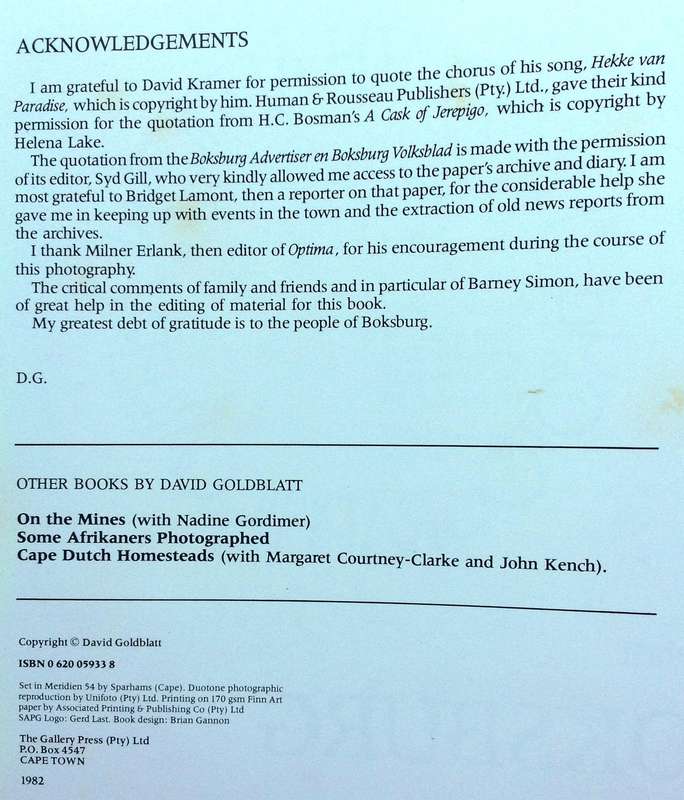 ACKNOWLEDGEMENTS
I am grateful to David Kramer for permission to quote the chorus of his song, Hekke van
Paradise, which is copyright by him. Human & Rousseau Publishers (Pty.) Ltd., gave their kind
permission for the quotation from H.C. Bosman's A Cask of Jerepigo, which is copyright by
Helena Lake.
The quotation from the Boksburg Advertiser en Boksburg Volksblad is made with the permission
of its editor, Syd Gill, who very kindly allowed me access to the paper's archive and diary. I am
most grateful to Bridget Lamont, then a reporter on that paper, for the considerable help she
gave me in keeping up with events in the town and the extraction of old news reports from
the archives.
I thank Milner Erlank, then editor of Optima, for his encouragement during the course of
this photography.
The critical comments of family and friends and in particular of Barney Simon, have been
of great help in the editing of material for this book.
My greatest debt of gratitude is to the people of Boksburg.
D.G.
OTHER BOOKS BY DAVID GOLDBLATT
On the Mines (with Nadine Gordimer)
Some Afrikaners Photographed
Cape Dutch Homesteads (with Margaret Courtney-Clarke and John Kench).
Copyright © David Goldblatt
ISBN 0 620 05933 8
Set in Meridien 54 by Sparhams (Cape). Duotone photographic
reproduction by Unifoto (Pty) Ltd. Printing on 170 gsm Finn Art
paper by Associated Printing & Publishing Co (Pty) Ltd
SAPG Logo: Gerd Last. Book design: Brian Gannon
The Gallery Press (Pty) Ltd
P.O. Box 4547
CAPE TOWN
1982